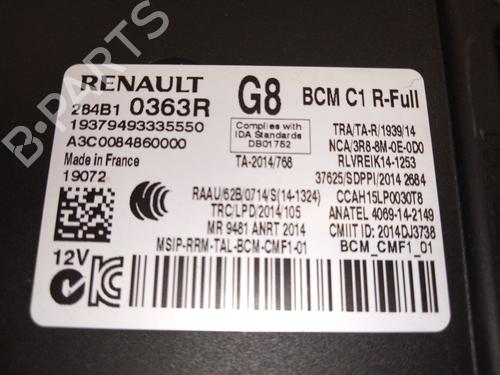 B-PARTS
RENAULT
284B1 0363R
19379493335550
A3C0084860000
Made in France
19072
12V
G8
BCM C1 R-Full
Complies with
IDA Standards
DB01752
TA-2014/768
TRA/TA-R/1939/14
NCA/3R8-8M-0E-0D0
RLVREIK14-1253
37625/SDPPI/2014 2684
RAAU/62B/0714/S(14-1324)
CCAH15LP0030T8
TRC/LPD/2014/105
ANATEL 4069-14-2149
MR 9481 ANRT 2014
CMIIT ID: 2014DJ3738
MSIP-RRM-TAL-BCM-CMF1-01
BCM_CMF1_01